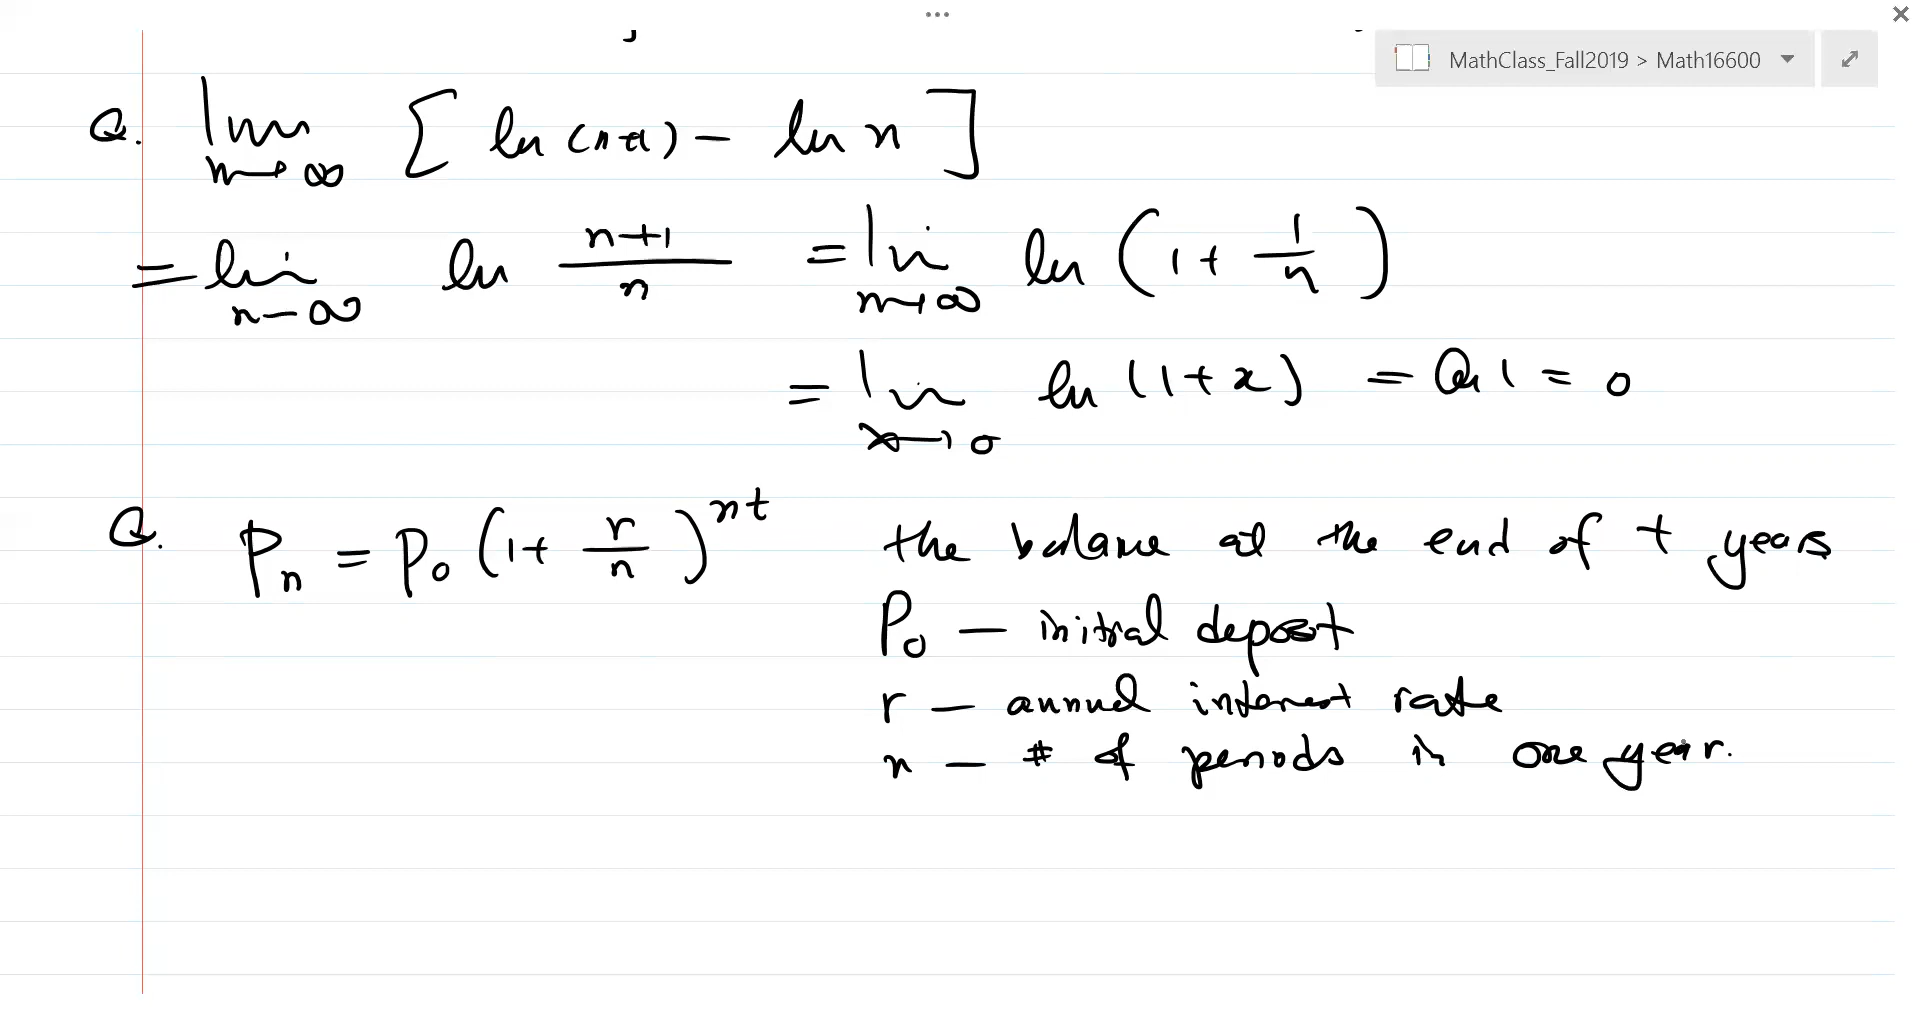 MathClass_Fall2019 > Math16600
Q. lim n→∞ [ ln(n+1) − ln n ]
= lim n→∞ ln (n+1)/n = lim n→∞ ln (1 + 1/n)
= lim x→0 ln (1+x) = ln 1 = 0
Q. Pn = P0 (1 + r/n)^nt the balance at the end of t years
P0 — initial deposit
r — annual interest rate
n — # of periods in one year.